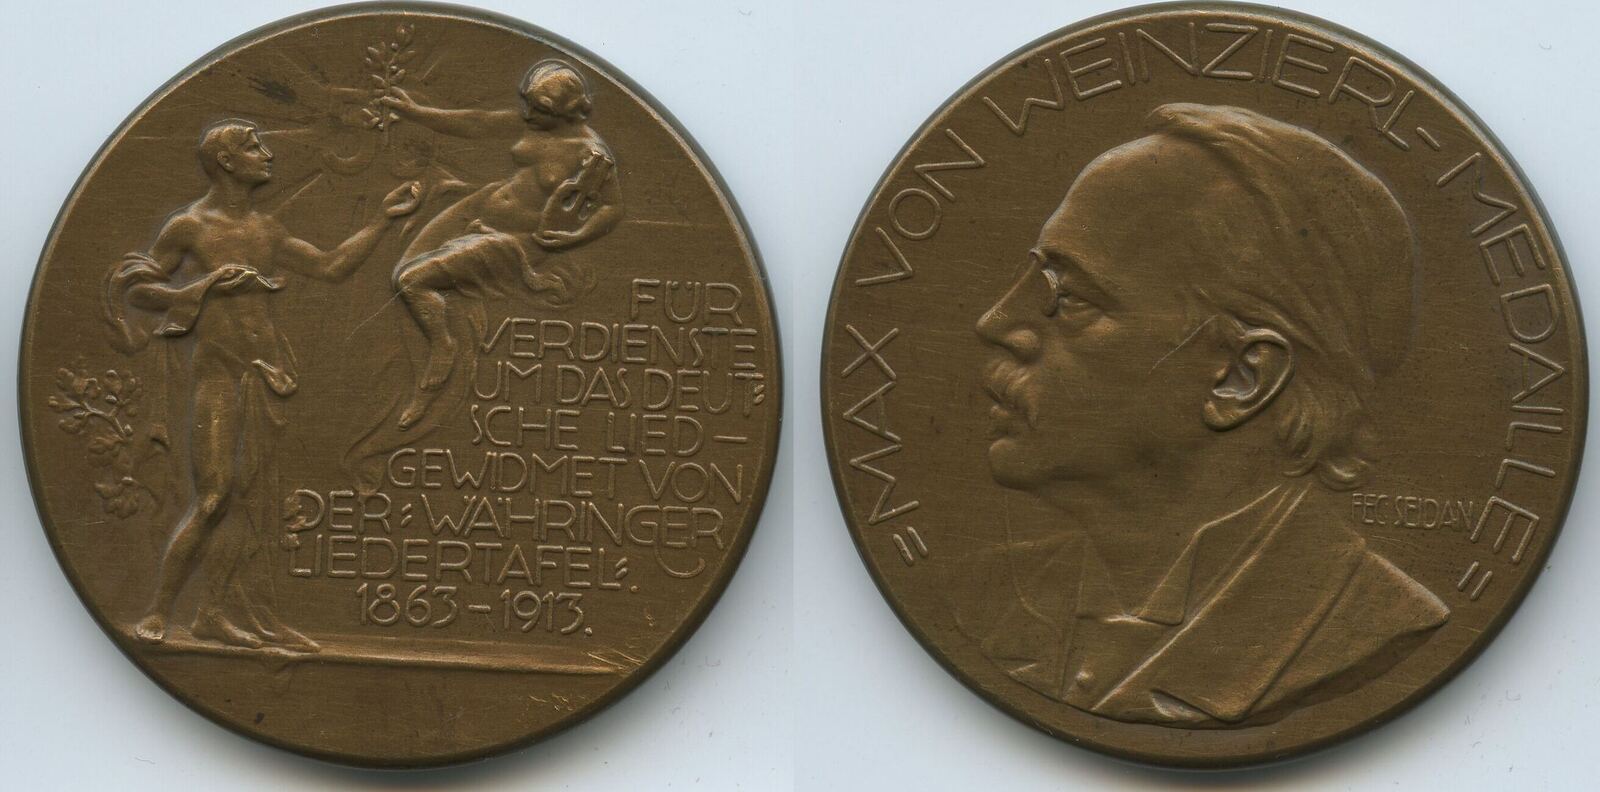 50
FÜR
VERDIENSTE
UM DAS DEUT=
SCHE LIED –
GEWIDMET VON
DER = WÄHRINGER
LIEDERTAFEL =.
1863 – 1913.
= MAX VON WEINZIERL – MEDAILLE =
FEC SEIDAN